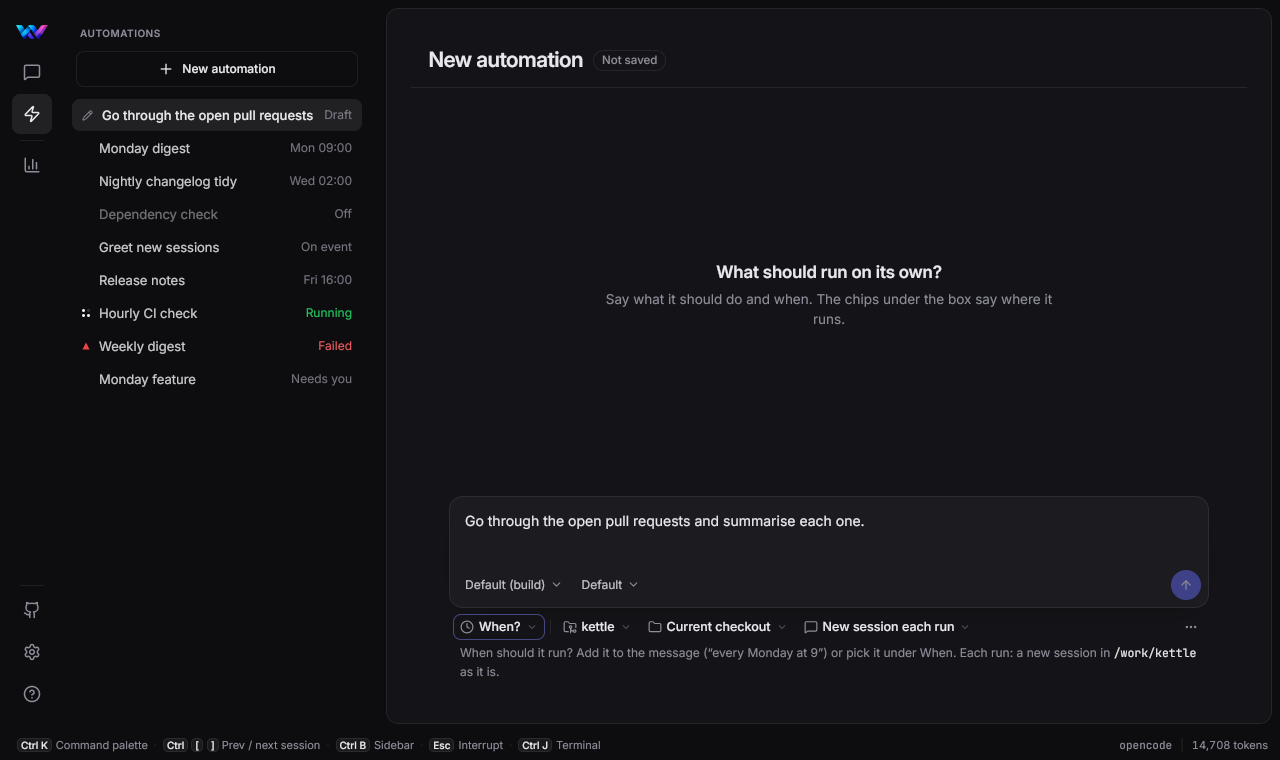 AUTOMATIONS
New automation
Go through the open pull requests Draft
Monday digest Mon 09:00
Nightly changelog tidy Wed 02:00
Dependency check Off
Greet new sessions On event
Release notes Fri 16:00
Hourly CI check Running
Weekly digest Failed
Monday feature Needs you
New automation Not saved
What should run on its own?
Say what it should do and when. The chips under the box say where it
runs.
Go through the open pull requests and summarise each one.
Default (build) Default
When? kettle Current checkout New session each run
When should it run? Add it to the message (“every Monday at 9”) or pick it under When. Each run: a new session in /work/kettle
as it is.
Ctrl K Command palette · Ctrl [ ] Prev / next session · Ctrl B Sidebar · Esc Interrupt · Ctrl J Terminal opencode 14,708 tokens